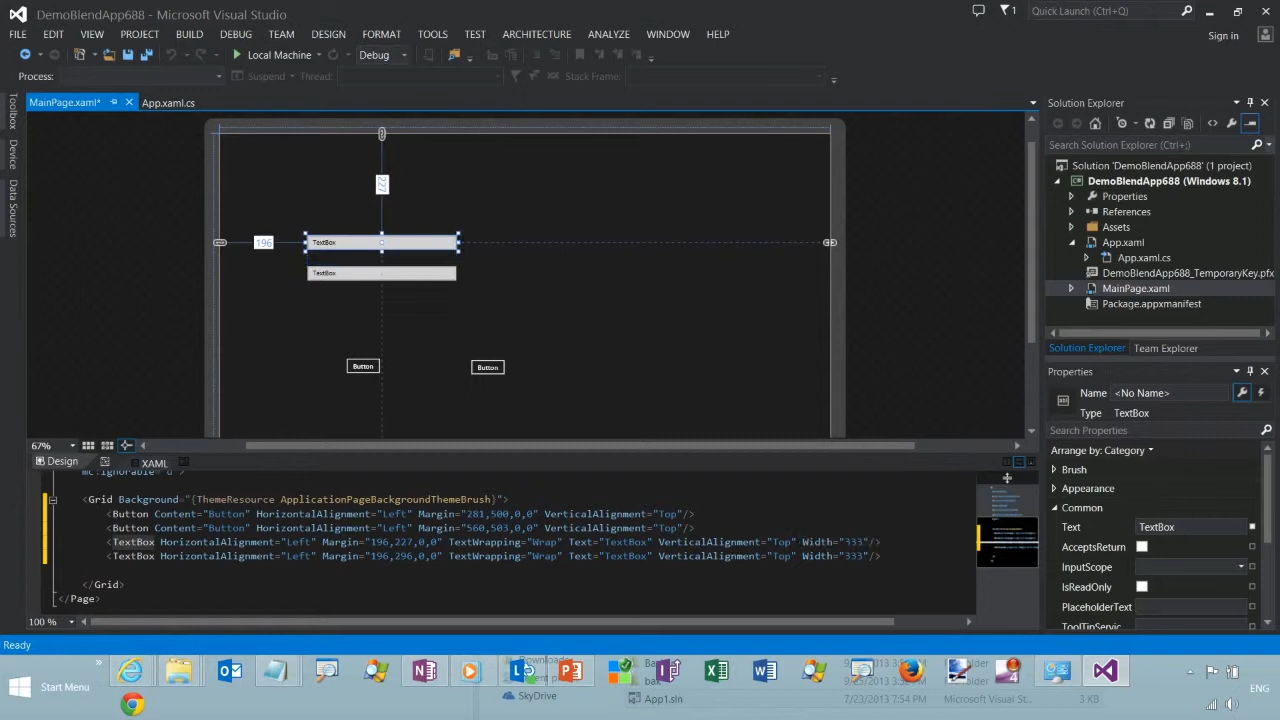 DemoBlendApp688 - Microsoft Visual Studio
1
Quick Launch (Ctrl+Q)
FILE EDIT VIEW PROJECT BUILD DEBUG TEAM TOOLS DESIGN FORMAT TOOLS TEST ARCHITECTURE ANALYZE WINDOW HELP
Sign in
Local Machine
Debug
Process:
Suspend
Thread:
Stack Frame:
MainPage.xaml*
App.xaml.cs
Toolbox
Device
Data Sources
227
196
TextBox
TextBox
Button
Button
67%
Design
XAML
<Grid Background="{ThemeResource ApplicationPageBackgroundThemeBrush}">
<Button Content="Button" HorizontalAlignment="Left" Margin="281,500,0,0" VerticalAlignment="Top"/>
<Button Content="Button" HorizontalAlignment="Left" Margin="560,503,0,0" VerticalAlignment="Top"/>
<TextBox HorizontalAlignment="Left" Margin="196,227,0,0" TextWrapping="Wrap" Text="TextBox" VerticalAlignment="Top" Width="333"/>
<TextBox HorizontalAlignment="Left" Margin="196,296,0,0" TextWrapping="Wrap" Text="TextBox" VerticalAlignment="Top" Width="333"/>
</Grid>
</Page>
100 %
Solution Explorer
Search Solution Explorer (Ctrl+;)
Solution 'DemoBlendApp688' (1 project)
DemoBlendApp688 (Windows 8.1)
Properties
References
Assets
App.xaml
App.xaml.cs
DemoBlendApp688_TemporaryKey.pfx
MainPage.xaml
Package.appxmanifest
Solution Explorer
Team Explorer
Properties
Name <No Name>
Type TextBox
Search Properties
Arrange by: Category
Brush
Appearance
Common
Text TextBox
AcceptsReturn
InputScope
IsReadOnly
PlaceholderText
Ready
Start Menu
SkyDrive
App1.sln
7/23/2013 7:54 PM
Microsoft Visual St...
3 KB
ENG